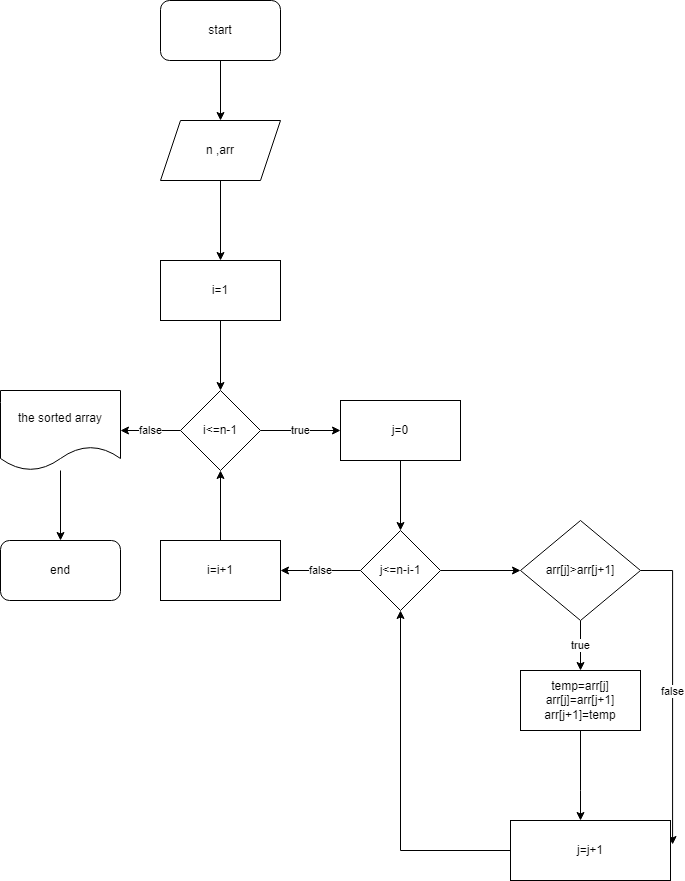 start
n ,arr
i=1
the sorted array
false
i<=n-1
true
j=0
end
i=i+1
false
j<=n-i-1
arr[j]>arr[j+1]
true
temp=arr[j]
arr[j]=arr[j+1]
arr[j+1]=temp
false
j=j+1